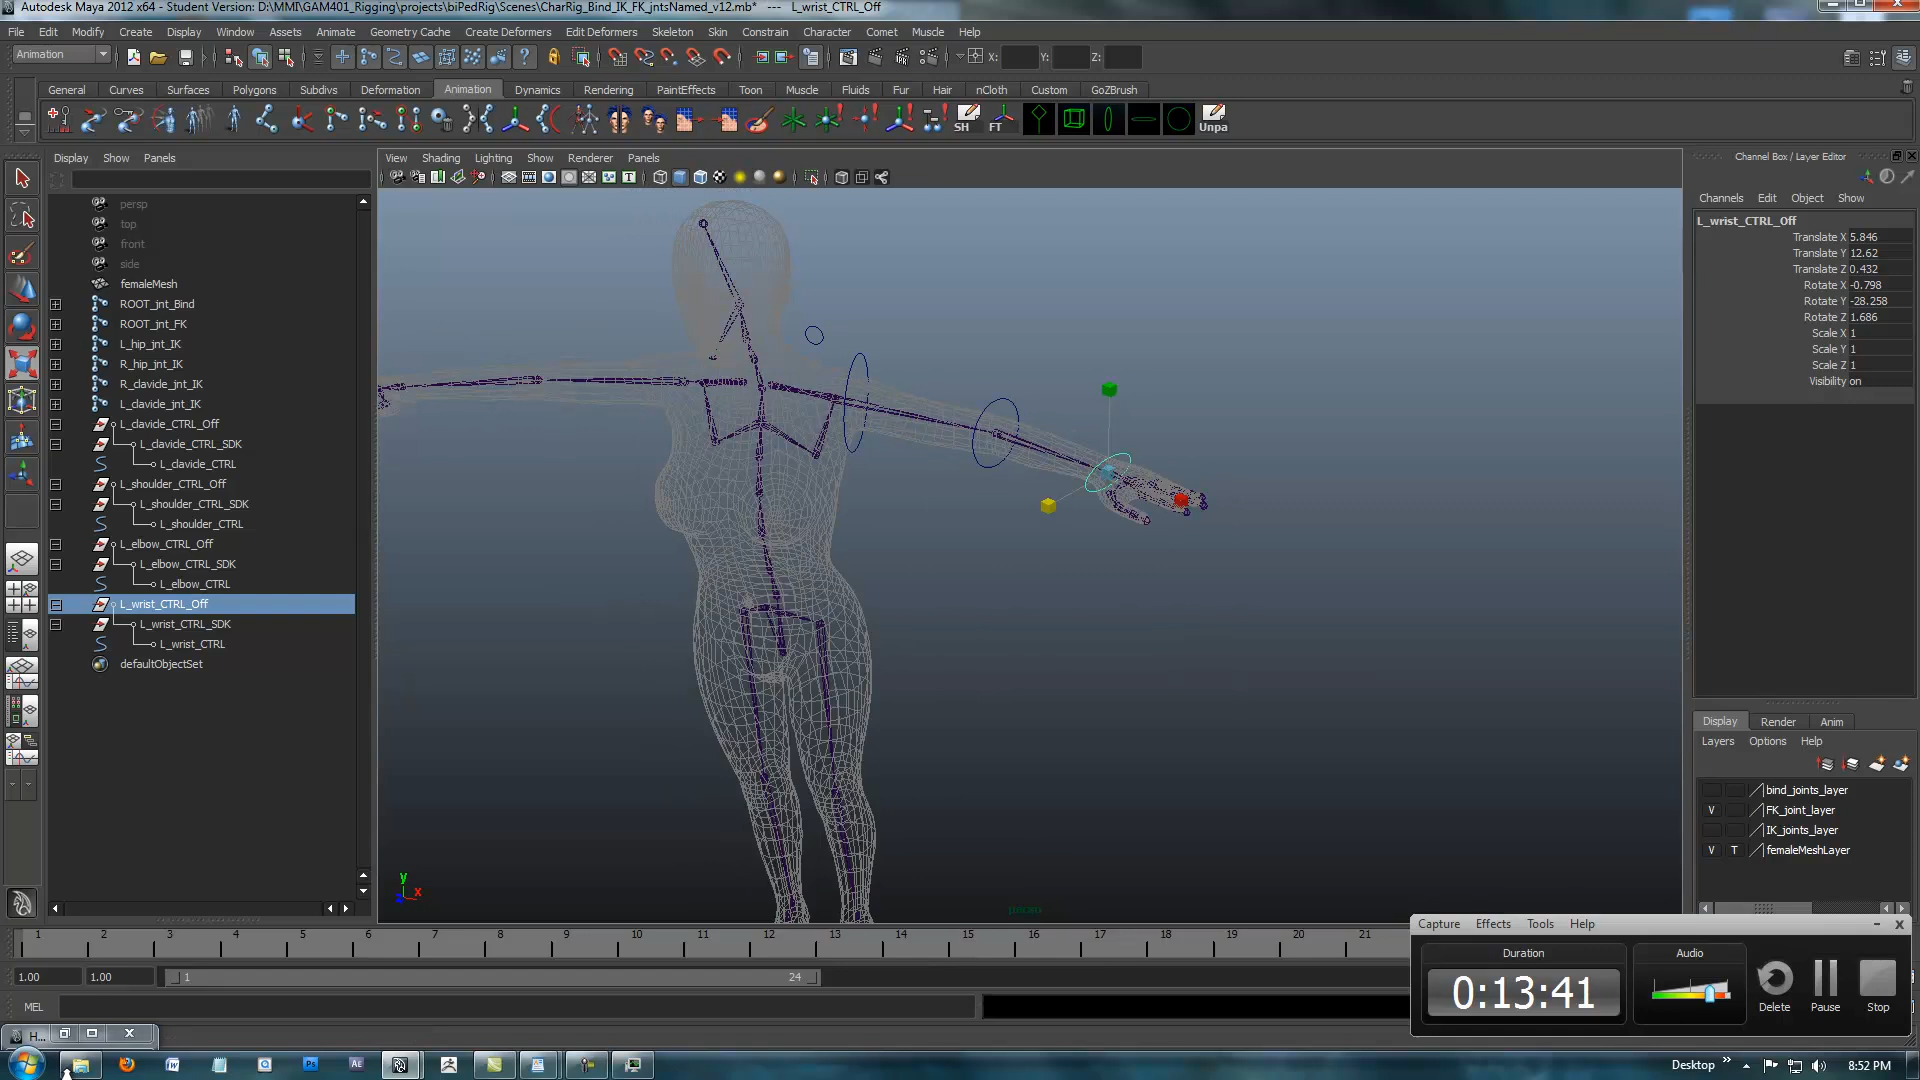 Autodesk Maya 2012 x64 - Student Version: D:\MMI\GAM401_Rigging\projects\biPedRig\Scenes\CharRig_Bind_IK_FK_jntsNamed_v12.mb* --- L_wrist_CTRL_Off
File Edit Modify Create Display Window Assets Animate Geometry Cache Create Deformers Edit Deformers Skeleton Skin Constrain Character Comet Muscle Help
Animation X: Y: Z:
General Curves Surfaces Polygons Subdivs Deformation Animation Dynamics Rendering PaintEffects Toon Muscle Fluids Fur Hair nCloth Custom GoZBrush
SH FT Unpa
Display Show Panels
View Shading Lighting Show Renderer Panels
persp
top
front
side
femaleMesh
ROOT_jnt_Bind
ROOT_jnt_FK
L_hip_jnt_IK
R_hip_jnt_IK
R_clavicle_jnt_IK
L_clavicle_jnt_IK
L_clavicle_CTRL_Off
L_clavicle_CTRL_SDK
L_clavicle_CTRL
L_shoulder_CTRL_Off
L_shoulder_CTRL_SDK
L_shoulder_CTRL
L_elbow_CTRL_Off
L_elbow_CTRL_SDK
L_elbow_CTRL
L_wrist_CTRL_Off
L_wrist_CTRL_SDK
L_wrist_CTRL
defaultObjectSet
y
x
persp
Channel Box / Layer Editor
Channels Edit Object Show
L_wrist_CTRL_Off
Translate X 5.846
Translate Y 12.62
Translate Z 0.432
Rotate X -0.798
Rotate Y -28.258
Rotate Z 1.686
Scale X 1
Scale Y 1
Scale Z 1
Visibility on
Display Render Anim
Layers Options Help
bind_joints_layer
V FK_joint_layer
IK_joints_layer
V T femaleMeshLayer
1 2 3 4 5 6 7 8 9 10 11 12 13 14 15 16 17 18 19 20 21
1.00 1.00 1 24
MEL
H...
Capture Effects Tools Help
Duration Audio
0:13:41
Delete Pause Stop
Desktop 8:52 PM